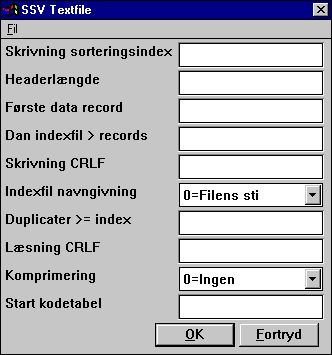 SSV Textfile
Fil
Skrivning sorteringsindex
Headerlængde
Første data record
Dan indexfil > records
Skrivning CRLF
Indexfil navngivning 0=Filens sti
Duplicater >= index
Læsning CRLF
Komprimering 0=Ingen
Start kodetabel
OK Fortryd